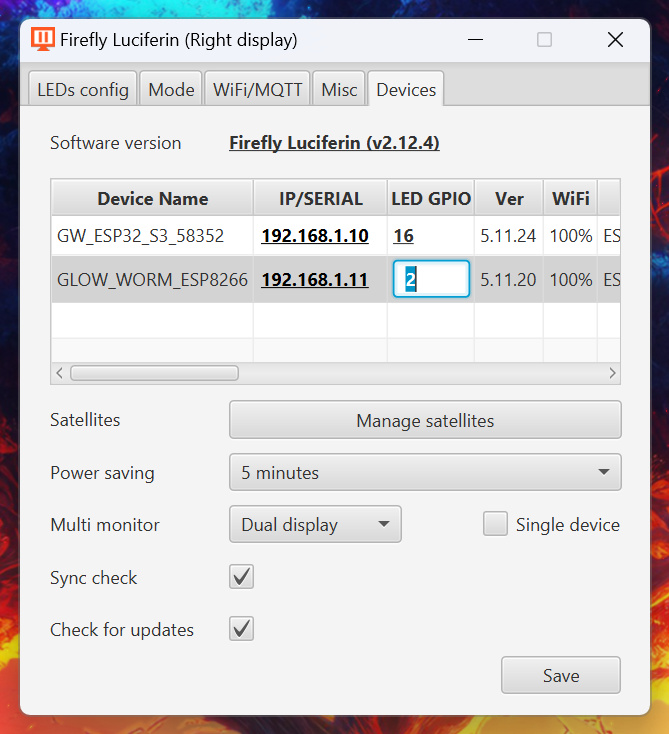 Firefly Luciferin (Right display)
LEDs config Mode WiFi/MQTT Misc Devices
Software version Firefly Luciferin (v2.12.4)
Device Name IP/SERIAL LED GPIO Ver WiFi
GW_ESP32_S3_58352 192.168.1.10 16 5.11.24 100% ES
GLOW_WORM_ESP8266 192.168.1.11 2 5.11.20 100% ES
Satellites Manage satellites
Power saving 5 minutes
Multi monitor Dual display Single device
Sync check
Check for updates
Save